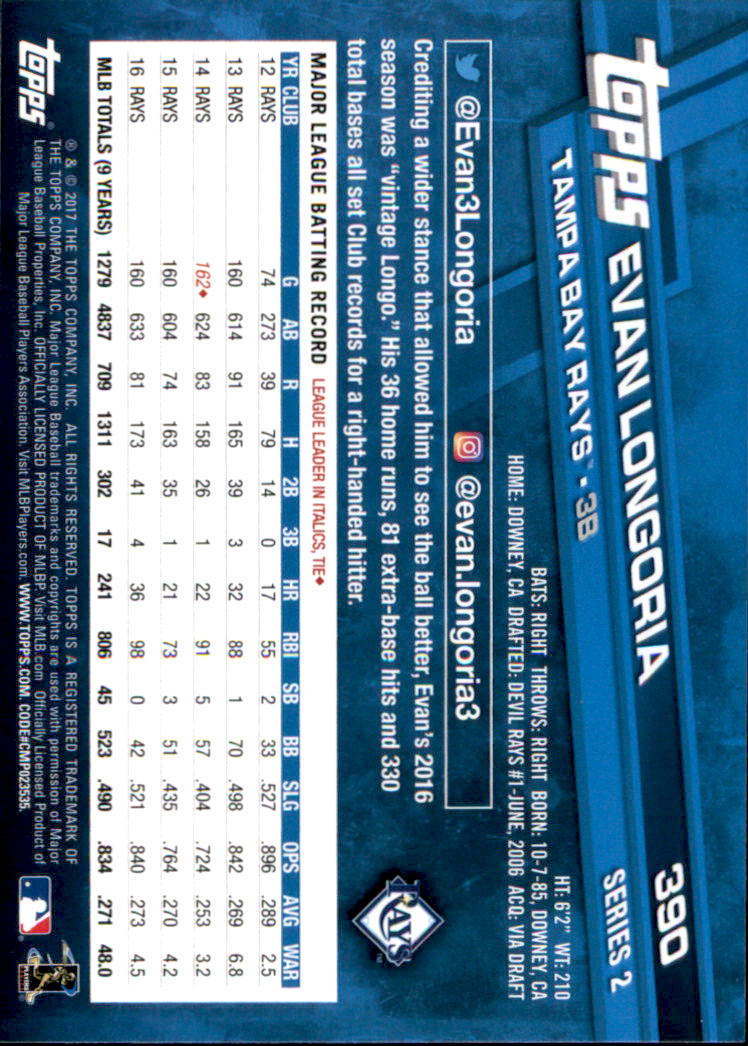 topps EVAN LONGORIA 390
TAMPA BAY RAYS™ • 3B SERIES 2
HT: 6'2" WT: 210
BATS: RIGHT THROWS: RIGHT BORN: 10-7-85, DOWNEY, CA
HOME: DOWNEY, CA DRAFTED: DEVIL RAYS #1-JUNE, 2006 ACQ: VIA DRAFT
@Evan3Longoria @evan.longoria3
Crediting a wider stance that allowed him to see the ball better, Evan's 2016
season was "vintage Longo." His 36 home runs, 81 extra-base hits and 330
total bases all set Club records for a right-handed hitter.
RAYS
MAJOR LEAGUE BATTING RECORD LEAGUE LEADER IN ITALICS, TIE♦
YR CLUB G AB R H 2B 3B HR RBI SB BB SLG OPS AVG WAR
12 RAYS 74 273 39 79 14 0 17 55 2 33 .527 .896 .289 2.5
13 RAYS 160 614 91 165 39 3 32 88 1 70 .498 .842 .269 6.8
14 RAYS 162♦ 624 83 158 26 1 22 91 5 57 .404 .724 .253 3.2
15 RAYS 160 604 74 163 35 1 21 73 3 51 .435 .764 .270 4.2
16 RAYS 160 633 81 173 41 4 36 98 0 42 .521 .840 .273 4.5
MLB TOTALS (9 YEARS) 1279 4837 709 1311 302 17 241 806 45 523 .490 .834 .271 48.0
topps®
® & © 2017 THE TOPPS COMPANY, INC. ALL RIGHTS RESERVED. TOPPS IS A REGISTERED TRADEMARK OF
THE TOPPS COMPANY, INC. Major League Baseball trademarks and copyrights are used with permission of Major
League Baseball Properties, Inc. OFFICIALLY LICENSED PRODUCT OF MLBP. Visit MLB.com Officially Licensed Product of
Major League Baseball Players Association. Visit MLBPlayers.com. WWW.TOPPS.COM. CODE#CMP023535.